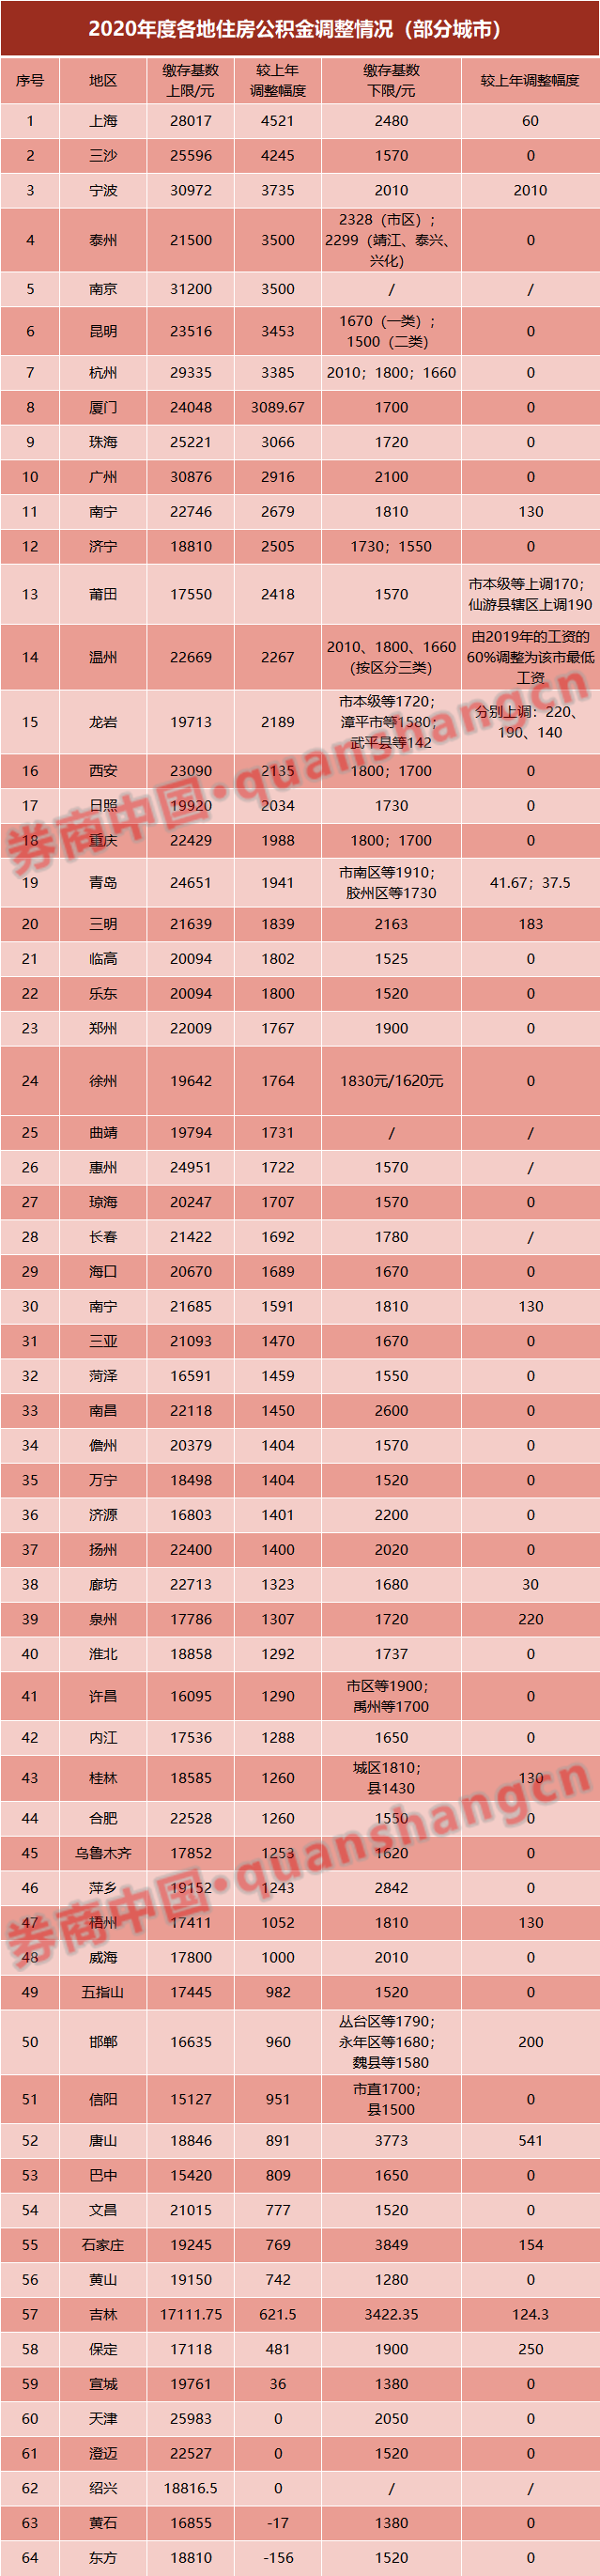 2020年度各地住房公积金调整情况（部分城市）
序号 地区 缴存基数上限/元 较上年调整幅度 缴存基数下限/元 较上年调整幅度
1 上海 28017 4521 2480 60
2 三沙 25596 4245 1570 0
3 宁波 30972 3735 2010 2010
4 泰州 21500 3500 2328（市区）；2299（靖江、泰兴、兴化） 0
5 南京 31200 3500 / /
6 昆明 23516 3453 1670（一类）；1500（二类） 0
7 杭州 29335 3385 2010；1800；1660 0
8 厦门 24048 3089.67 1700 0
9 珠海 25221 3066 1720 0
10 广州 30876 2916 2100 0
11 南宁 22746 2679 1810 130
12 济宁 18810 2505 1730；1550 0
13 莆田 17550 2418 1570 市本级等上调170；仙游县辖区上调190
14 温州 22669 2267 2010、1800、1660（按区分三类） 由2019年的工资的60%调整为该市最低工资
15 龙岩 19713 2189 市本级等1720；漳平市等1580；武平县等142 分别上调：220、190、140
16 西安 23090 2135 1800；1700 0
17 日照 19920 2034 1730 0
18 重庆 22429 1988 1800；1700 0
19 青岛 24651 1941 市南区等1910；胶州区等1730 41.67；37.5
20 三明 21639 1839 2163 183
21 临高 20094 1802 1525 0
22 乐东 20094 1800 1520 0
23 郑州 22009 1767 1900 0
24 徐州 19642 1764 1830元/1620元 0
25 曲靖 19794 1731 / /
26 惠州 24951 1722 1570 /
27 琼海 20247 1707 1570 0
28 长春 21422 1692 1780 /
29 海口 20670 1689 1670 0
30 南宁 21685 1591 1810 130
31 三亚 21093 1470 1670 0
32 菏泽 16591 1459 1550 0
33 南昌 22118 1450 2600 0
34 儋州 20379 1404 1570 0
35 万宁 18498 1404 1520 0
36 济源 16803 1401 2200 0
37 扬州 22400 1400 2020 0
38 廊坊 22713 1323 1680 30
39 泉州 17786 1307 1720 220
40 淮北 18858 1292 1737 0
41 许昌 16095 1290 市区等1900；禹州等1700 0
42 内江 17536 1288 1650 0
43 桂林 18585 1260 城区1810；县1430 130
44 合肥 22528 1260 1550 0
45 乌鲁木齐 17852 1253 1620 0
46 萍乡 19152 1243 2842 0
47 梧州 17411 1052 1810 130
48 威海 17800 1000 2010 0
49 五指山 17445 982 1520 0
50 邯郸 16635 960 丛台区等1790；永年区等1680；魏县等1580 200
51 信阳 15127 951 市直1700；县1500 0
52 唐山 18846 891 3773 541
53 巴中 15420 809 1650 0
54 文昌 21015 777 1520 0
55 石家庄 19245 769 3849 154
56 黄山 19150 742 1280 0
57 吉林 17111.75 621.5 3422.35 124.3
58 保定 17118 481 1900 250
59 宣城 19761 36 1380 0
60 天津 25983 0 2050 0
61 澄迈 22527 0 1520 0
62 绍兴 18816.5 0 / /
63 黄石 16855 -17 1380 0
64 东方 18810 -156 1520 0
券商中国·quanshangcn
券商中国·quanshangcn